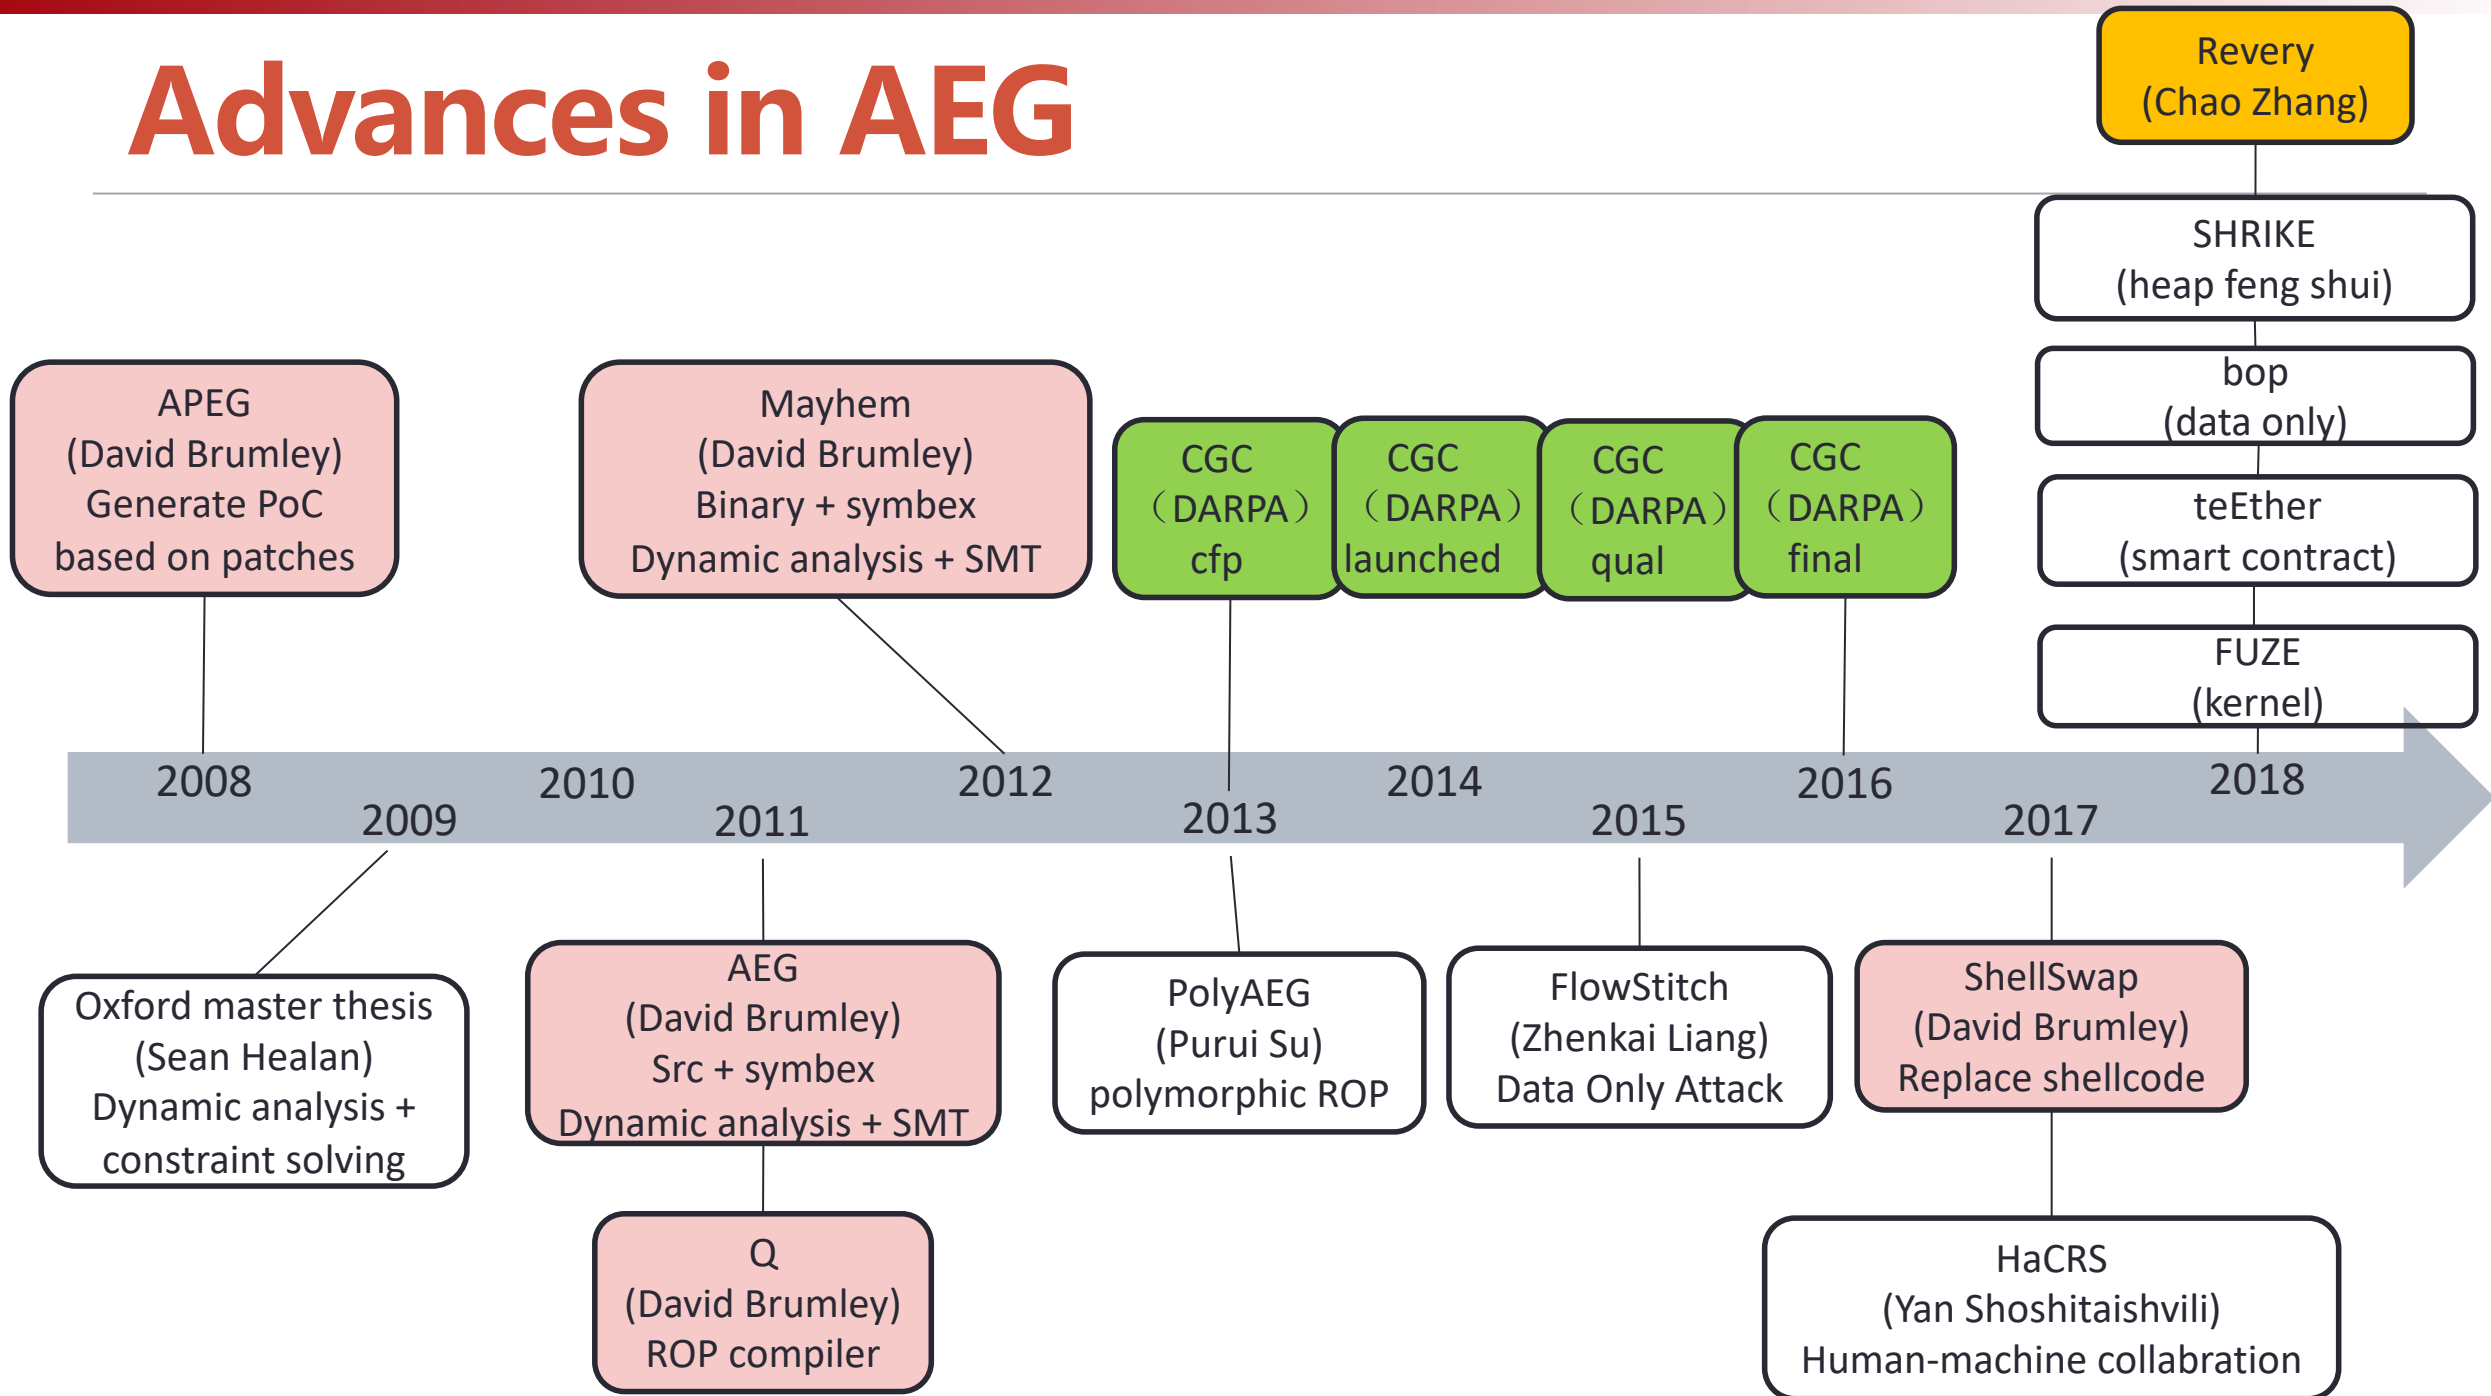 Advances in AEG
Revery
(Chao Zhang)
SHRIKE
(heap feng shui)
bop
(data only)
teEther
(smart contract)
FUZE
(kernel)
APEG
(David Brumley)
Generate PoC
based on patches
Mayhem
(David Brumley)
Binary + symbex
Dynamic analysis + SMT
CGC
（DARPA）
cfp
CGC
（DARPA）
launched
CGC
（DARPA）
qual
CGC
（DARPA）
final
2008
2009
2010
2011
2012
2013
2014
2015
2016
2017
2018
Oxford master thesis
(Sean Healan)
Dynamic analysis +
constraint solving
AEG
(David Brumley)
Src + symbex
Dynamic analysis + SMT
Q
(David Brumley)
ROP compiler
PolyAEG
(Purui Su)
polymorphic ROP
FlowStitch
(Zhenkai Liang)
Data Only Attack
ShellSwap
(David Brumley)
Replace shellcode
HaCRS
(Yan Shoshitaishvili)
Human-machine collabration